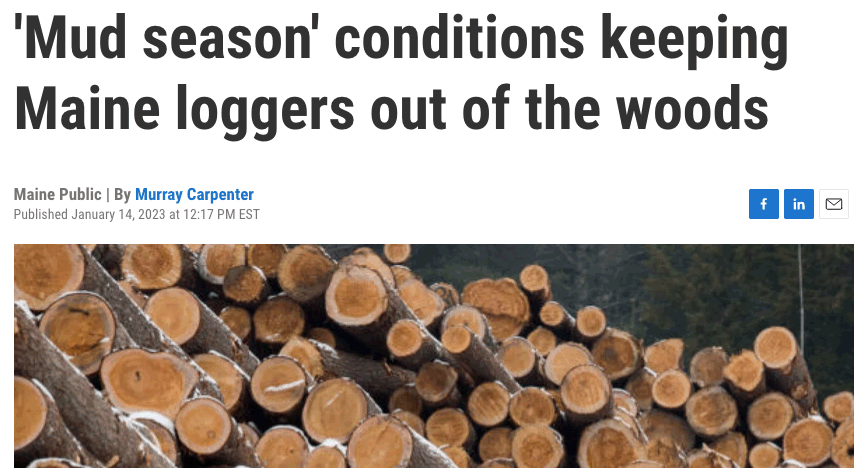 'Mud season' conditions keeping
Maine loggers out of the woods
Maine Public | By Murray Carpenter
Published January 14, 2023 at 12:17 PM EST
f
in